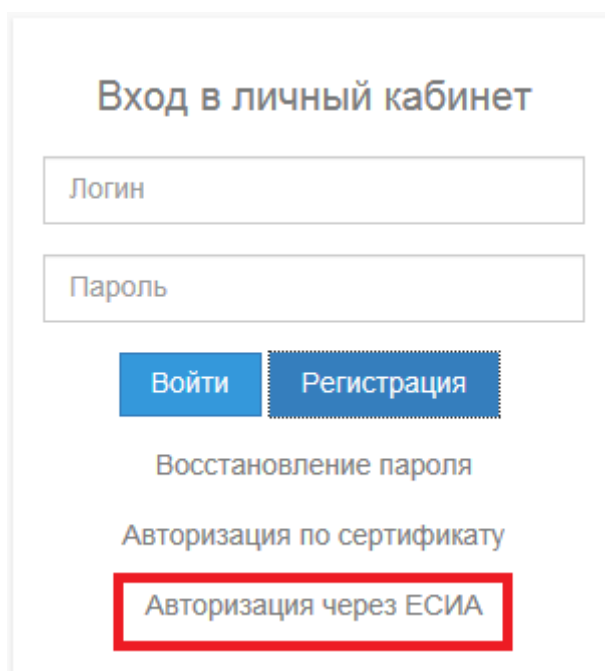 Вход в личный кабинет
Логин
Пароль
Войти Регистрация
Восстановление пароля
Авторизация по сертификату
Авторизация через ЕСИА